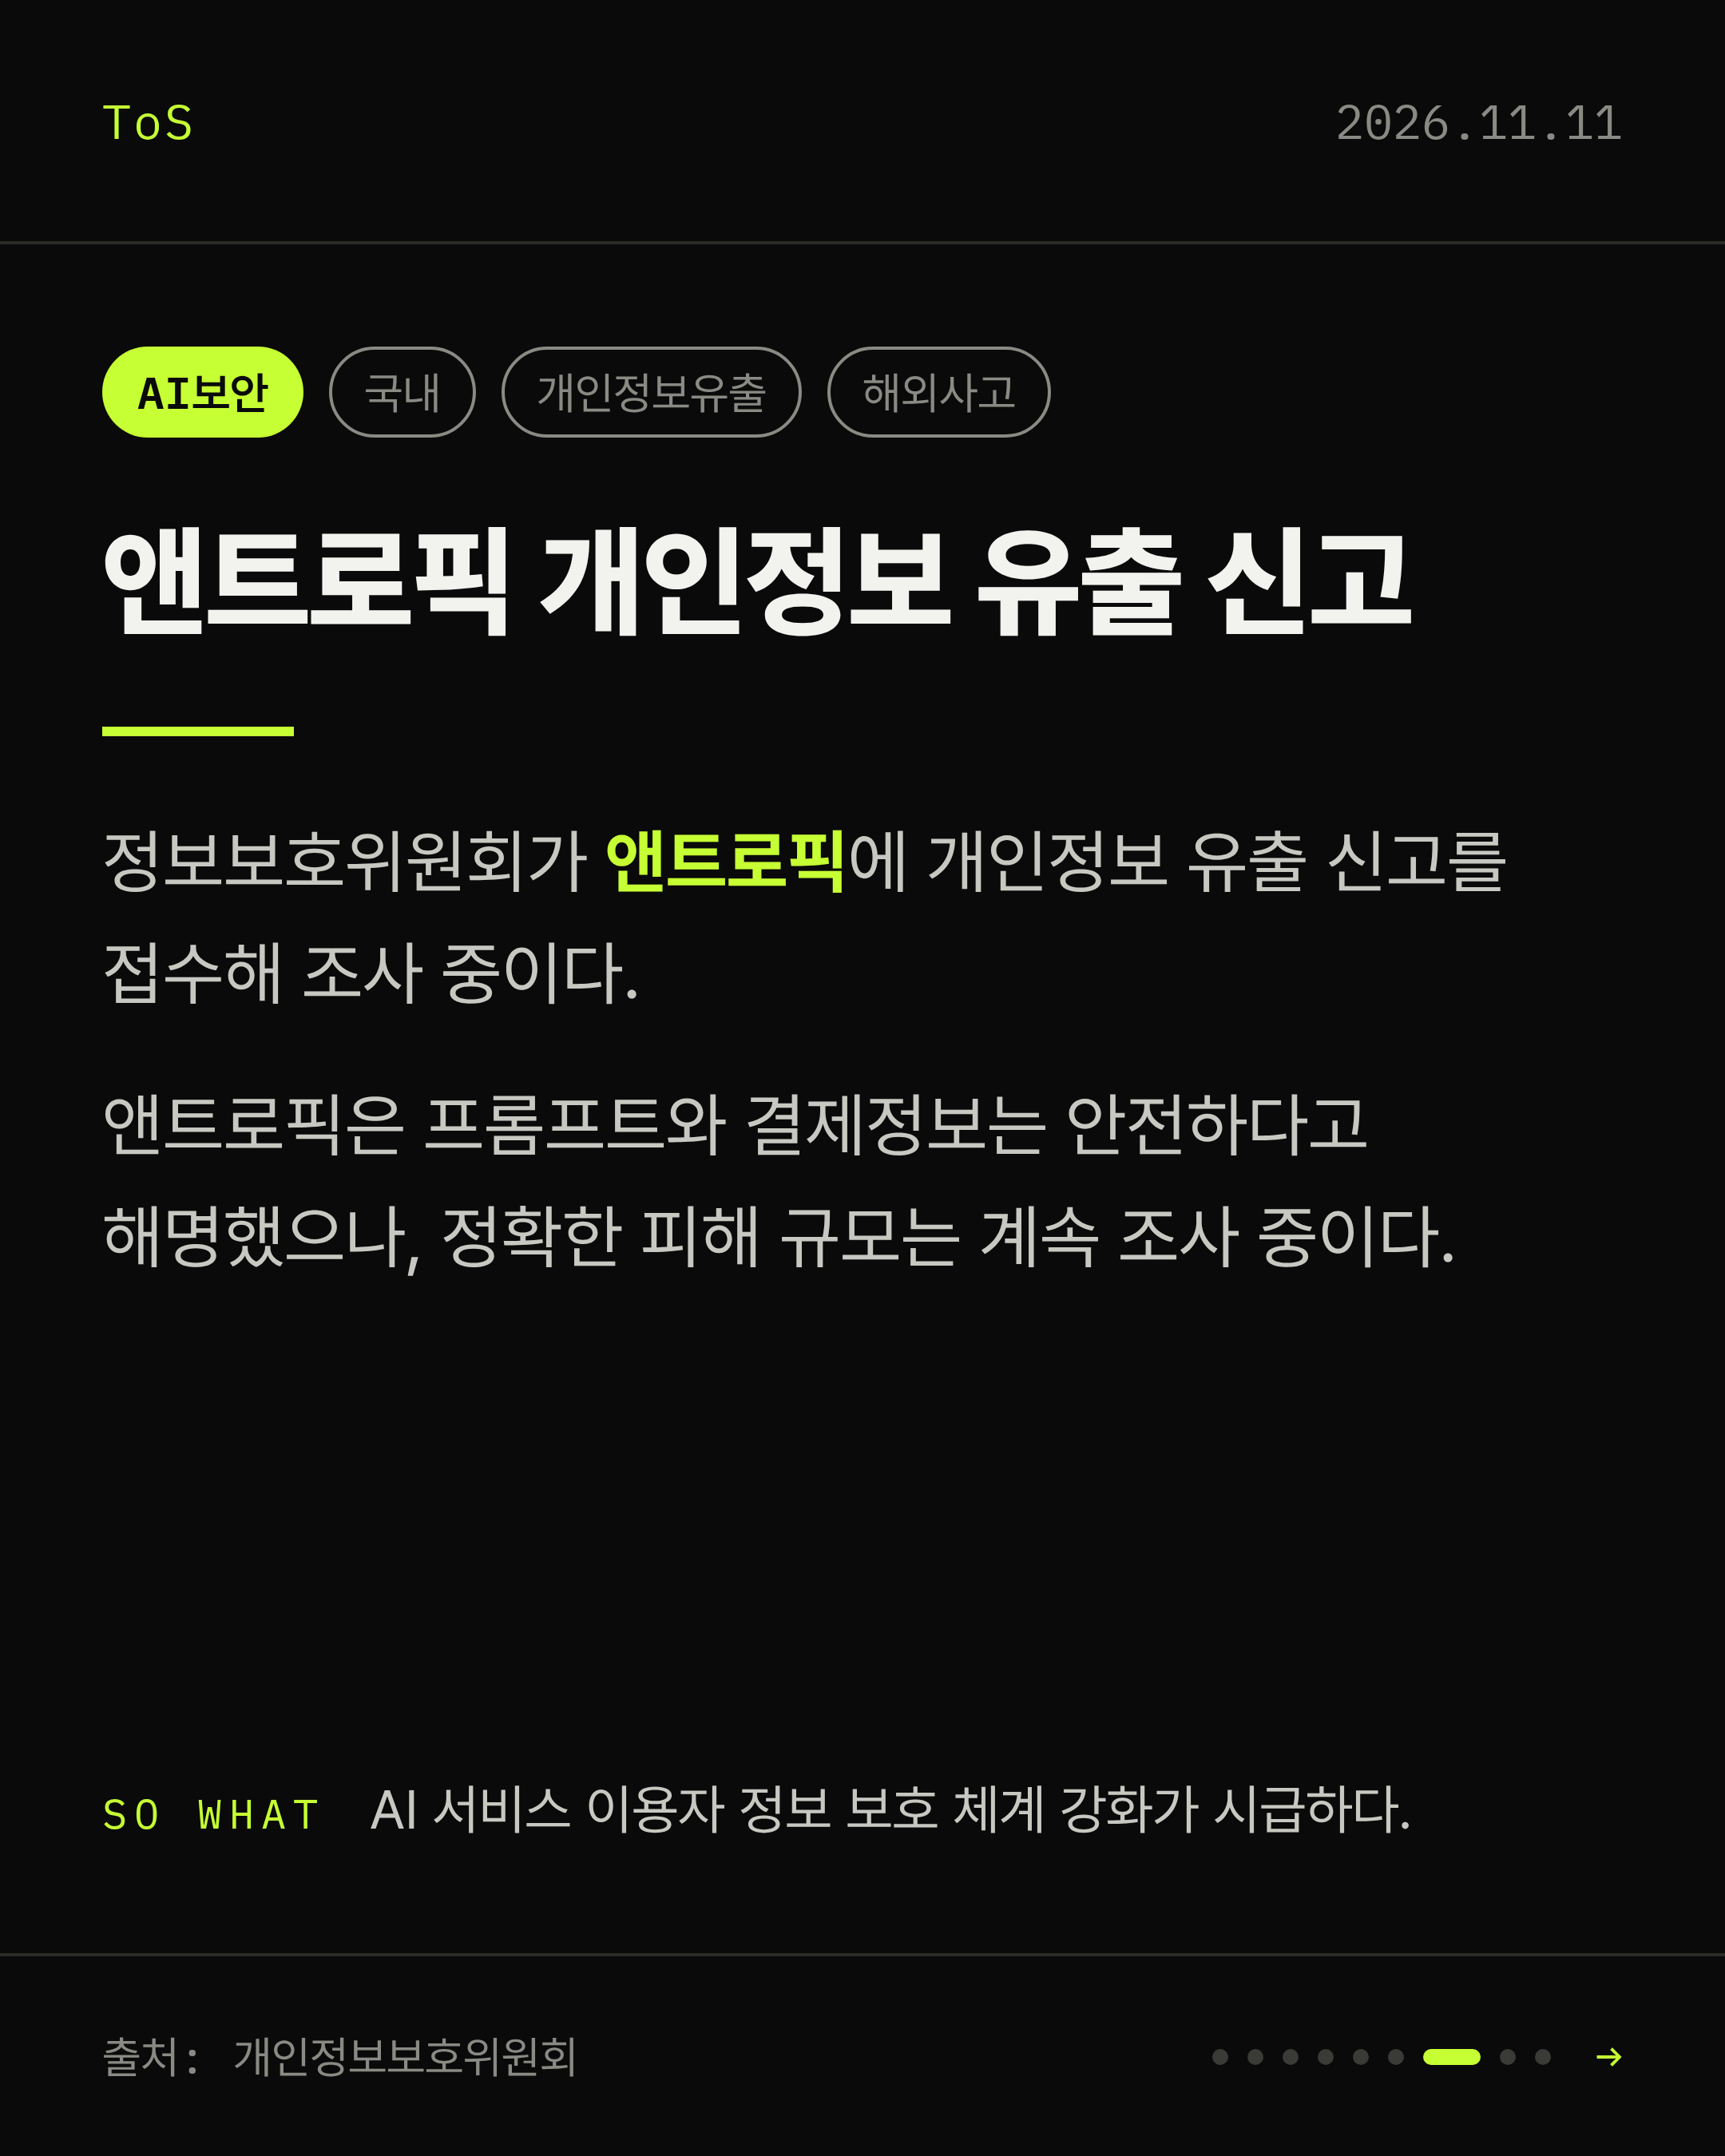 ToS
2026.11.11
AI보안 국내 개인정보유출 해외사고
앤트로픽 개인정보 유출 신고
정보보호위원회가 앤트로픽에 개인정보 유출 신고를
접수해 조사 중이다.
앤트로픽은 프롬프트와 결제정보는 안전하다고
해명했으나, 정확한 피해 규모는 계속 조사 중이다.
SO WHAT AI 서비스 이용자 정보 보호 체계 강화가 시급하다.
출처: 개인정보보호위원회
→